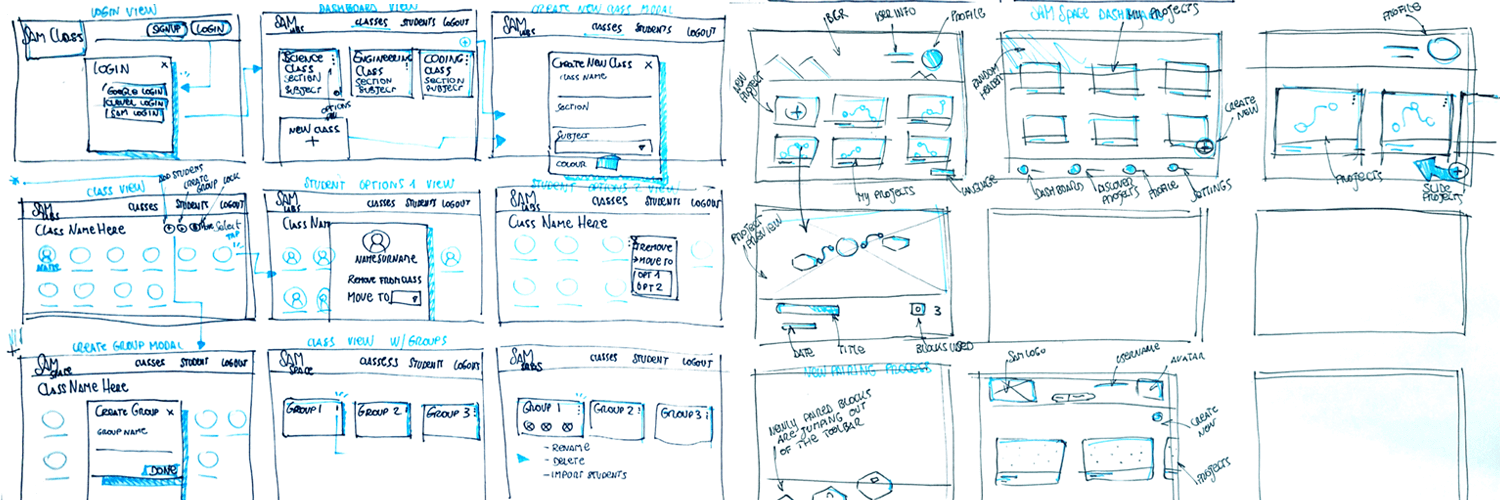 LOGIN VIEW
SAM CLASS
SIGNUP
LOGIN
LOGIN X
GOOGLE LOGIN
CLEVER LOGIN
SAM LOGIN
DASHBOARD VIEW
SAM LABS
CLASSES STUDENTS LOGOUT
SCIENCE CLASS
SECTION
SUBJECT
ENGINEERING CLASS
SECTION
SUBJECT
CODING CLASS
SECTION
SUBJECT
OPTIONS
NEW CLASS
+
CREATE NEW CLASS MODAL
SAM LABS
CLASSES STUDENTS LOGOUT
CREATE NEW CLASS X
CLASS NAME
SECTION
SUBJECT
COLOUR
BGR
USER INFO
PROFILE
NEW PROJECT
MY PROJECTS
LANGUAGE
SAM SPACE DASHBOARD
MY PROJECTS
RANDOM HEADER
CREATE NEW
DASHBOARD
DISCOVER PROJECTS
PROFILE
SETTINGS
PROFILE
PROJECTS
SLIDE PROJECTS
CLASS VIEW
ADD STUDENT
CREATE GROUP
LOCK
SAM LABS
CLASSES STUDENTS LOGOUT
CLASS NAME HERE
Select
TAP
NAME
STUDENT OPTIONS 1 VIEW
SAM LABS
CLASSES STUDENTS LOGOUT
CLASS NAM
NAME SURNAME
REMOVE FROM CLASS
MOVE TO
STUDENT OPTIONS 2 VIEW
SAM LABS
CLASSES STUDENTS LOGOUT
CLASS NAME HERE
REMOVE
MOVE TO
OPT 1
OPT 2
PROJECT PREVIEW
3
DATE
TITLE
BLOCKS USED
CREATE GROUP MODAL
SAM SPACE
CLASSES STUDENT LOGOUT
CLASS NAME HERE
CREATE GROUP X
GROUP NAME
DONE
CLASS VIEW W/GROUPS
SAM SPACE
CLASSESS STUDENTS LOGOUT
GROUP 1
GROUP 2
GROUP 3
SAM LABS
CLASSES STUDENT LOGOUT
GROUP 1
GROUP 2
GROUP 3
- RENAME
- DELETE
- IMPORT STUDENTS
NEW PAIRING PROCESS
NEWLY PAIRED BLOCKS
ARE JUMPING OUT
OF THE TOOLBAR
SAM LOGO
USERNAME
AVATAR
CREATE NEW
PROJECTS